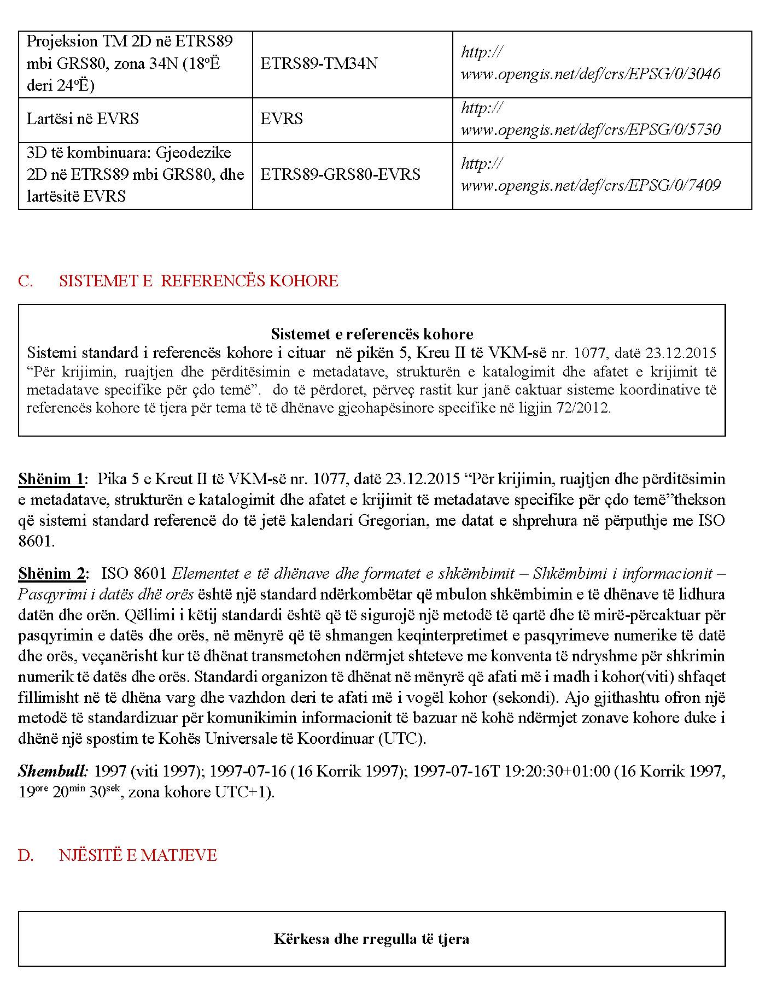 Projeksion TM 2D në ETRS89
mbi GRS80, zona 34N (18ºË
deri 24ºË)
ETRS89-TM34N
http://
www.opengis.net/def/crs/EPSG/0/3046
Lartësi në EVRS
EVRS
http://
www.opengis.net/def/crs/EPSG/0/5730
3D të kombinuara: Gjeodezike
2D në ETRS89 mbi GRS80, dhe
lartësitë EVRS
ETRS89-GRS80-EVRS
http://
www.opengis.net/def/crs/EPSG/0/7409
C. SISTEMET E REFERENCËS KOHORE
Sistemet e referencës kohore
Sistemi standard i referencës kohore i cituar në pikën 5, Kreu II të VKM-së nr. 1077, datë 23.12.2015
“Për krijimin, ruajtjen dhe përditësimin e metadatave, strukturën e katalogimit dhe afatet e krijimit të
metadatave specifike për çdo temë”. do të përdoret, përveç rastit kur janë caktuar sisteme koordinative të
referencës kohore të tjera për tema të të dhënave gjeohapësinore specifike në ligjin 72/2012.
Shënim 1: Pika 5 e Kreut II të VKM-së nr. 1077, datë 23.12.2015 “Për krijimin, ruajtjen dhe përditësimin
e metadatave, strukturën e katalogimit dhe afatet e krijimit të metadatave specifike për çdo temë”thekson
që sistemi standard referencë do të jetë kalendari Gregorian, me datat e shprehura në përputhje me ISO
8601.
Shënim 2: ISO 8601 Elementet e të dhënave dhe formatet e shkëmbimit – Shkëmbimi i informacionit –
Pasqyrimi i datës dhë orës është një standard ndërkombëtar që mbulon shkëmbimin e të dhënave të lidhura
datën dhe orën. Qëllimi i këtij standardi është që të sigurojë një metodë të qartë dhe të mirë-përcaktuar për
pasqyrimin e datës dhe orës, në mënyrë që të shmangen keqinterpretimet e pasqyrimeve numerike të datë
dhe orës, veçanërisht kur të dhënat transmetohen ndërmjet shteteve me konventa të ndryshme për shkrimin
numerik të datës dhe orës. Standardi organizon të dhënat në mënyrë që afati më i madh i kohor(viti) shfaqet
fillimisht në të dhëna varg dhe vazhdon deri te afati më i vogël kohor (sekondi). Ajo gjithashtu ofron një
metodë të standardizuar për komunikimin informacionit të bazuar në kohë ndërmjet zonave kohore duke i
dhënë një spostim te Kohës Universale të Koordinuar (UTC).
Shembull: 1997 (viti 1997); 1997-07-16 (16 Korrik 1997); 1997-07-16T 19:20:30+01:00 (16 Korrik 1997,
19ore 20min 30sek, zona kohore UTC+1).
D. NJËSITË E MATJEVE
Kërkesa dhe rregulla të tjera